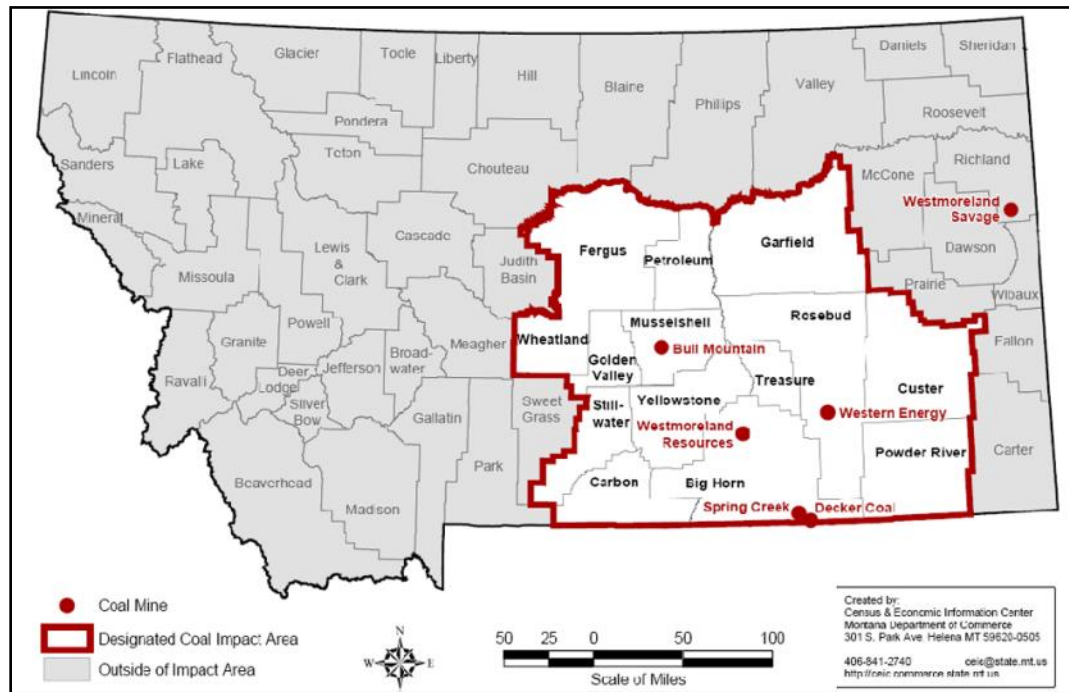 Lincoln
Flathead
Glacier
Toole
Liberty
Hill
Blaine
Phillips
Valley
Daniels
Sheridan
Roosevelt
Pondera
Teton
Chouteau
Sanders
Lake
McCone
Richland
Westmoreland
Savage
Mineral
Missoula
Lewis
&
Clark
Cascade
Judith
Basin
Fergus
Petroleum
Garfield
Dawson
Prairie
Wibaux
Powell
Granite
Meagher
Wheatland
Musselshell
Rosebud
Fallon
Bull Mountain
Golden
Valley
Treasure
Custer
Ravalli
Deer
Lodge
Jefferson
Broad-
water
Silver
Bow
Gallatin
Sweet
Grass
Still-
water
Yellowstone
Western Energy
Westmoreland
Resources
Powder River
Carter
Park
Beaverhead
Madison
Carbon
Big Horn
Spring Creek
Decker Coal
Coal Mine
Designated Coal Impact Area
Outside of Impact Area
N
W
E
S
50 25 0 50 100
Scale of Miles
Created by:
Census & Economic Information Center
Montana Department of Commerce
301 S. Park Ave. Helena MT 59620-0505
406-841-2740 ceic@state.mt.us
http://ceic.commerce.state.mt.us